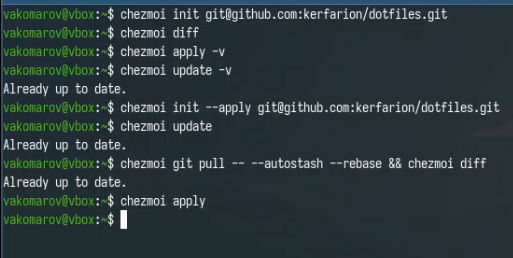 vakomarov@vbox:~$ chezmoi init git@github.com:kerfarion/dotfiles.git
vakomarov@vbox:~$ chezmoi diff
vakomarov@vbox:~$ chezmoi apply -v
vakomarov@vbox:~$ chezmoi update -v
Already up to date.
vakomarov@vbox:~$ chezmoi init --apply git@github.com:kerfarion/dotfiles.git
vakomarov@vbox:~$ chezmoi update
Already up to date.
vakomarov@vbox:~$ chezmoi git pull -- --autostash --rebase && chezmoi diff
Already up to date.
vakomarov@vbox:~$ chezmoi apply
vakomarov@vbox:~$